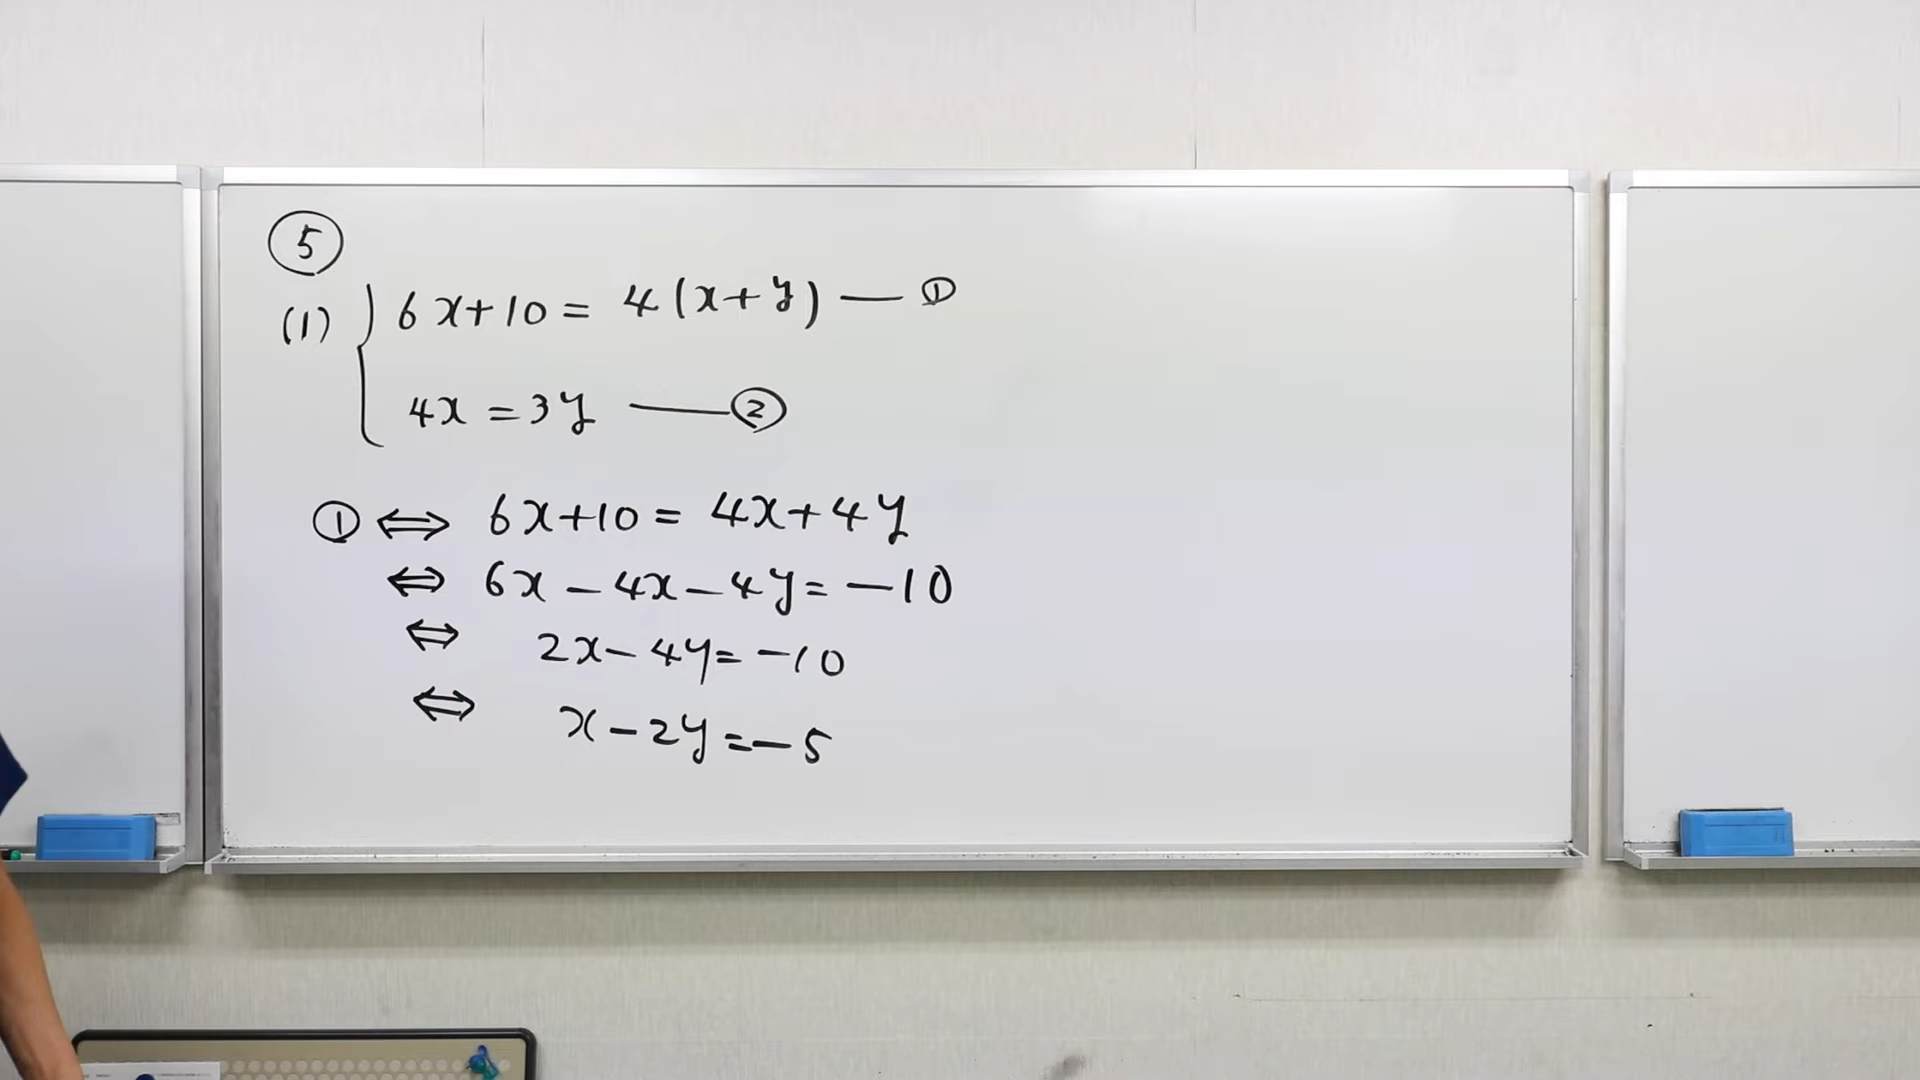 ⑤
(1) { 6x+10 = 4(x+y) — ①
4x = 3y — ②
① ⇔ 6x+10 = 4x+4y
⇔ 6x − 4x − 4y = −10
⇔ 2x − 4y = −10
⇔ x − 2y = −5